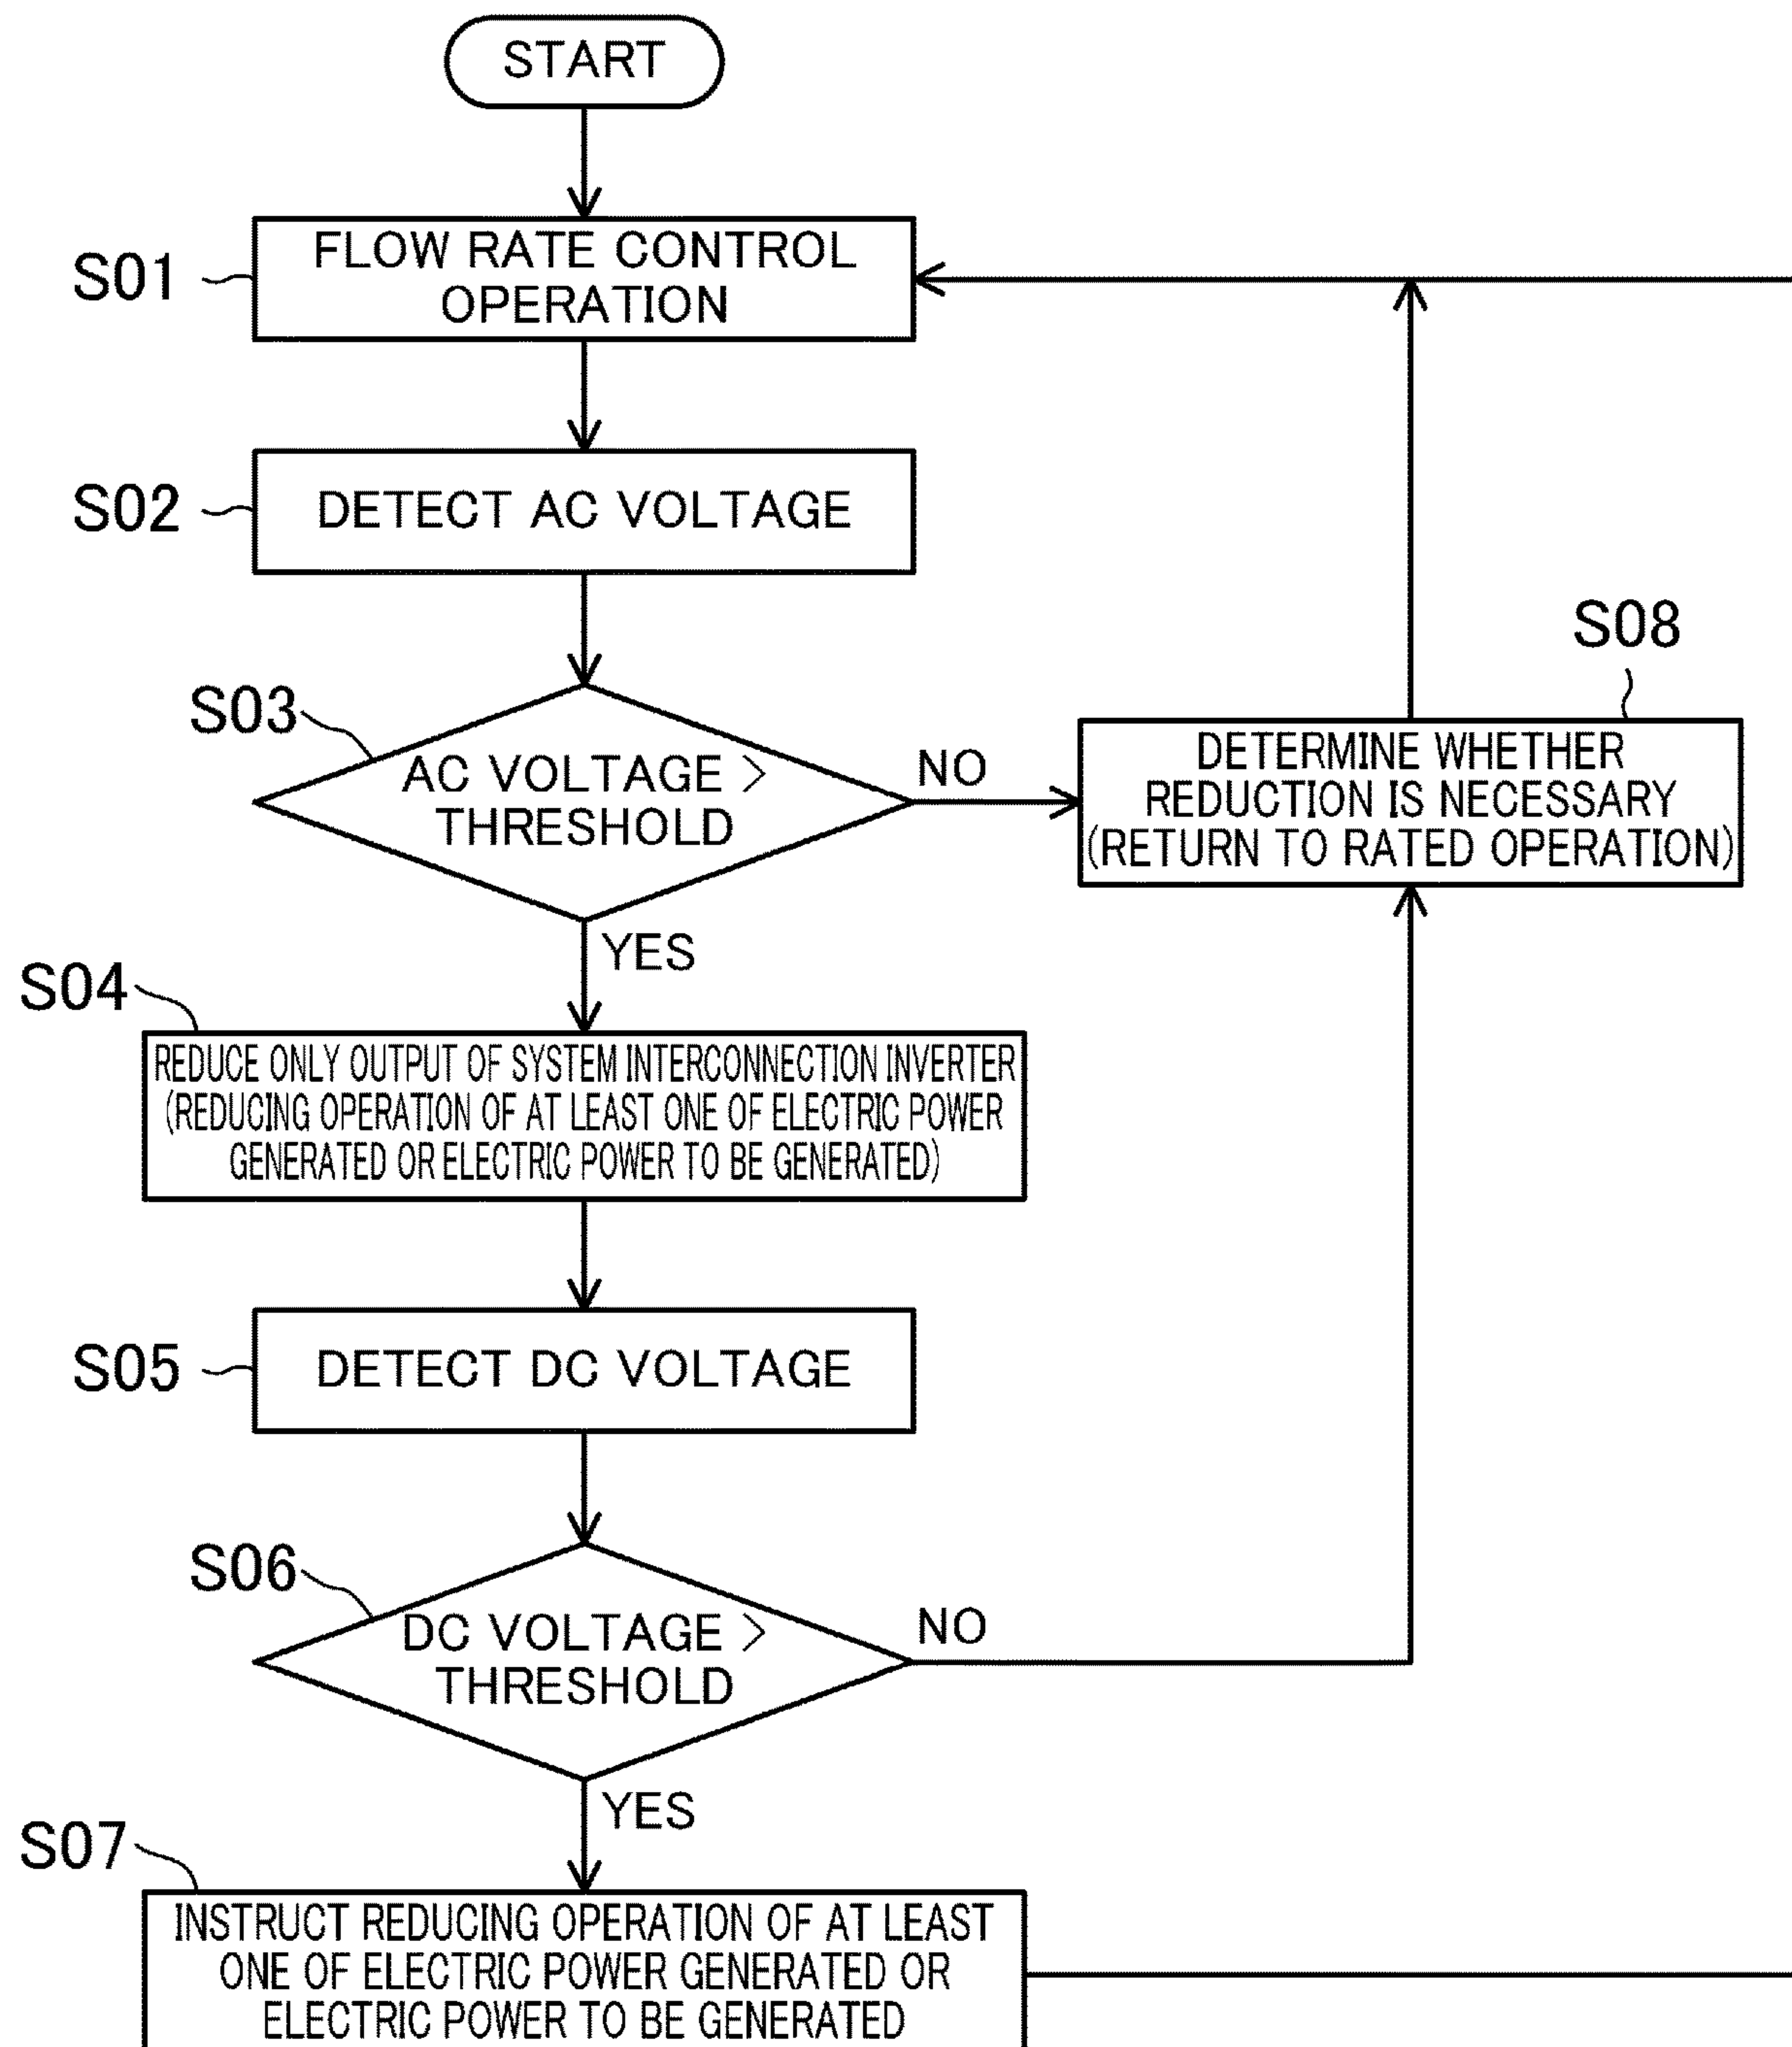 START
S01
FLOW RATE CONTROL
OPERATION
S02
DETECT AC VOLTAGE
S03
AC VOLTAGE >
THRESHOLD
NO
YES
S08
DETERMINE WHETHER
REDUCTION IS NECESSARY
(RETURN TO RATED OPERATION)
S04
REDUCE ONLY OUTPUT OF SYSTEM INTERCONNECTION INVERTER
(REDUCING OPERATION OF AT LEAST ONE OF ELECTRIC POWER
GENERATED OR ELECTRIC POWER TO BE GENERATED)
S05
DETECT DC VOLTAGE
S06
DC VOLTAGE >
THRESHOLD
NO
YES
S07
INSTRUCT REDUCING OPERATION OF AT LEAST
ONE OF ELECTRIC POWER GENERATED OR
ELECTRIC POWER TO BE GENERATED